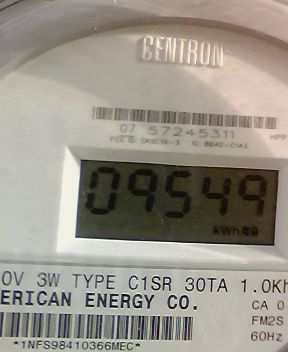 CENTRON®
07 57245311
09549
kWh
0V 3W TYPE C1SR 30TA 1.0Kh
ERICAN ENERGY CO.
CA 0
FM2S
60Hz
*1NFS98410366MEC*